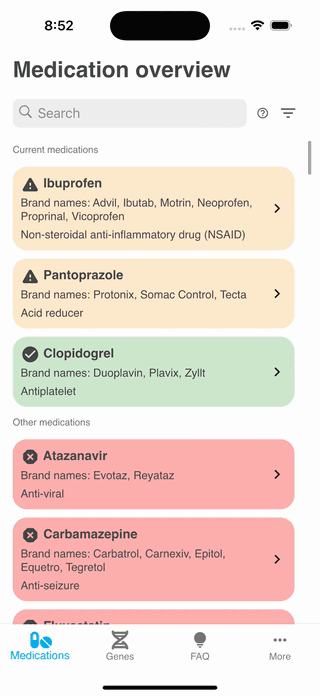 8:52
Medication overview
Search
Current medications
Ibuprofen
Brand names: Advil, Ibutab, Motrin, Neoprofen,
Proprinal, Vicoprofen
Non-steroidal anti-inflammatory drug (NSAID)
Pantoprazole
Brand names: Protonix, Somac Control, Tecta
Acid reducer
Clopidogrel
Brand names: Duoplavin, Plavix, Zyllt
Antiplatelet
Other medications
Atazanavir
Brand names: Evotaz, Reyataz
Anti-viral
Carbamazepine
Brand names: Carbatrol, Carnexiv, Epitol,
Equetro, Tegretol
Anti-seizure
Medications
Genes
FAQ
More